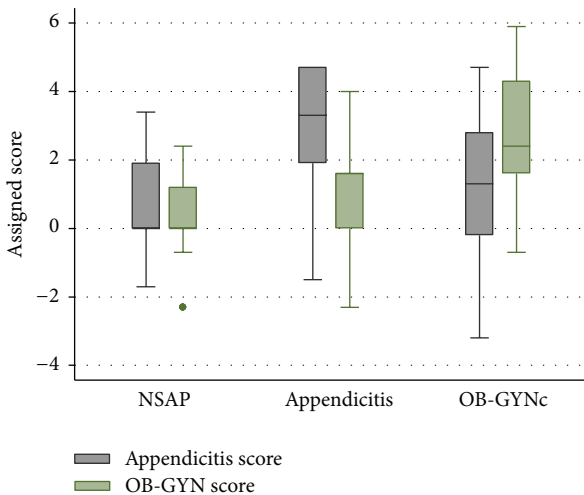 6
4
2
0
−2
−4
Assigned score
NSAP Appendicitis OB-GYNc
Appendicitis score
OB-GYN score